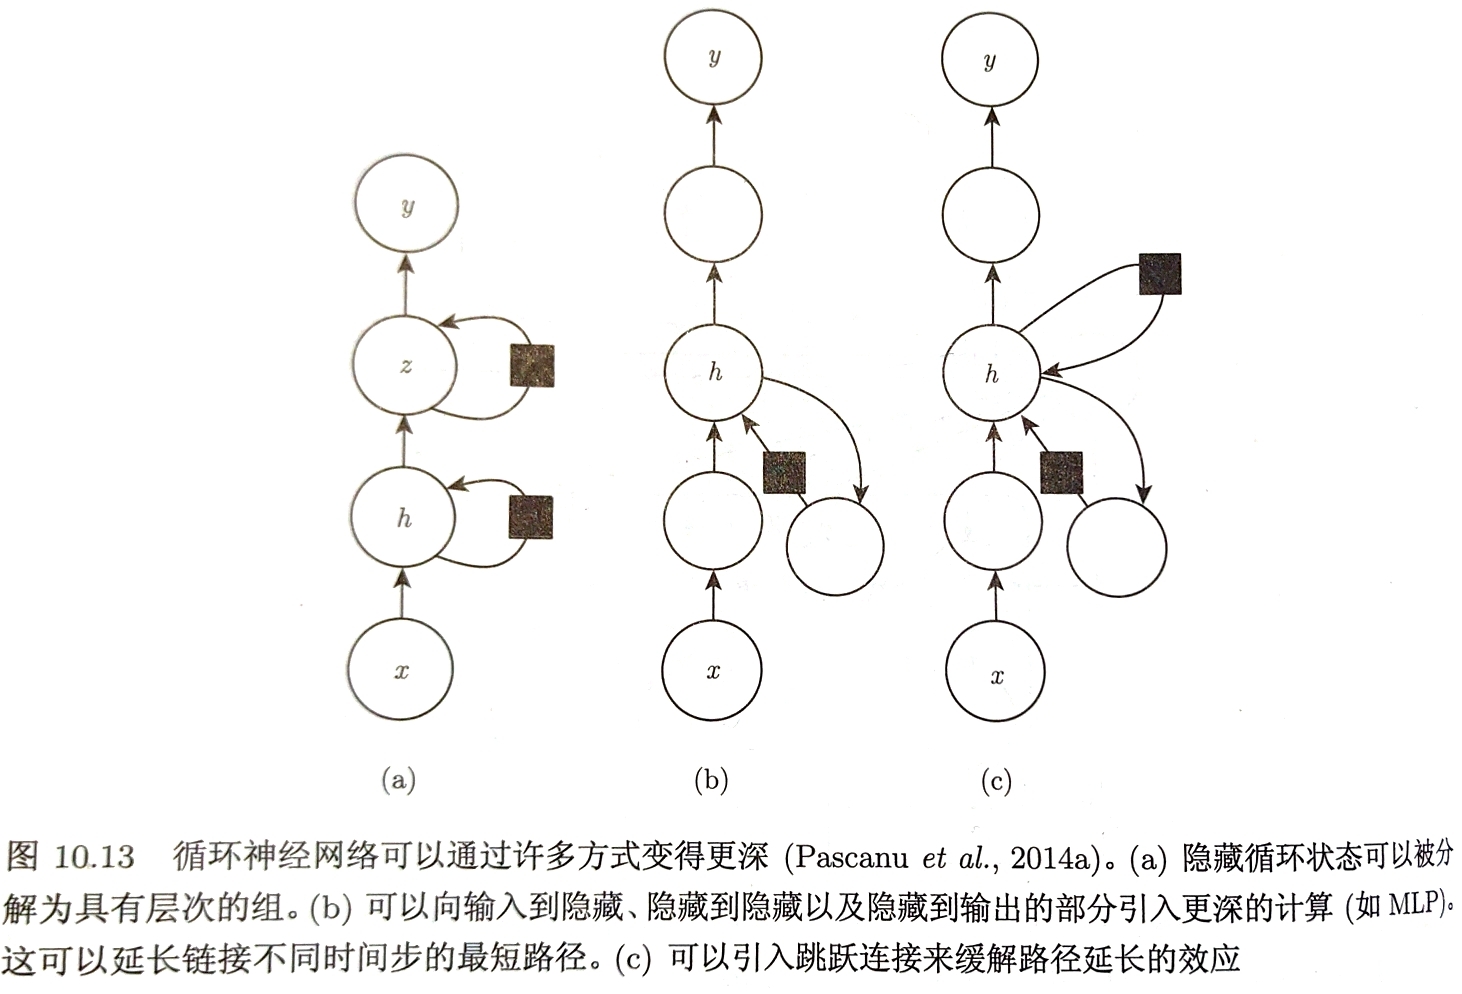 y
y
y
z
h
h
h
x
x
x
(a)
(b)
(c)
图 10.13 循环神经网络可以通过许多方式变得更深 (Pascanu et al., 2014a)。(a) 隐藏循环状态可以被分
解为具有层次的组。(b) 可以向输入到隐藏、隐藏到隐藏以及隐藏到输出的部分引入更深的计算 (如 MLP)。
这可以延长链接不同时间步的最短路径。(c) 可以引入跳跃连接来缓解路径延长的效应